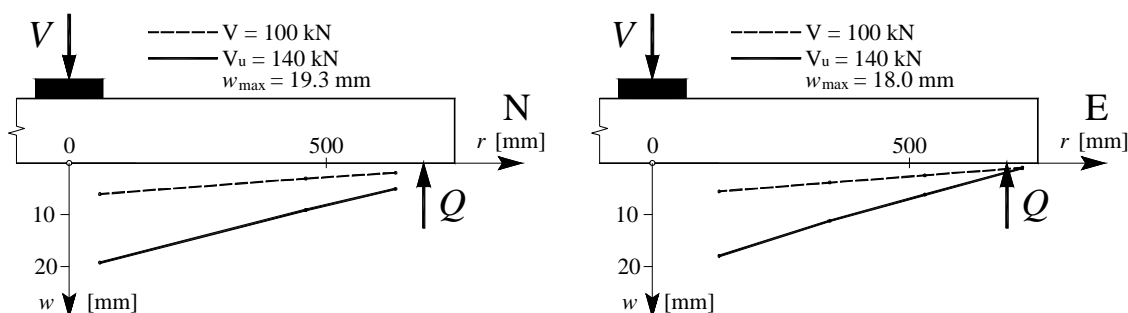 V
V = 100 kN
Vu = 140 kN
wmax = 19.3 mm
N
0
500
r [mm]
10
Q
20
w [mm]
V
V = 100 kN
Vu = 140 kN
wmax = 18.0 mm
E
0
500
r [mm]
10
Q
20
w [mm]